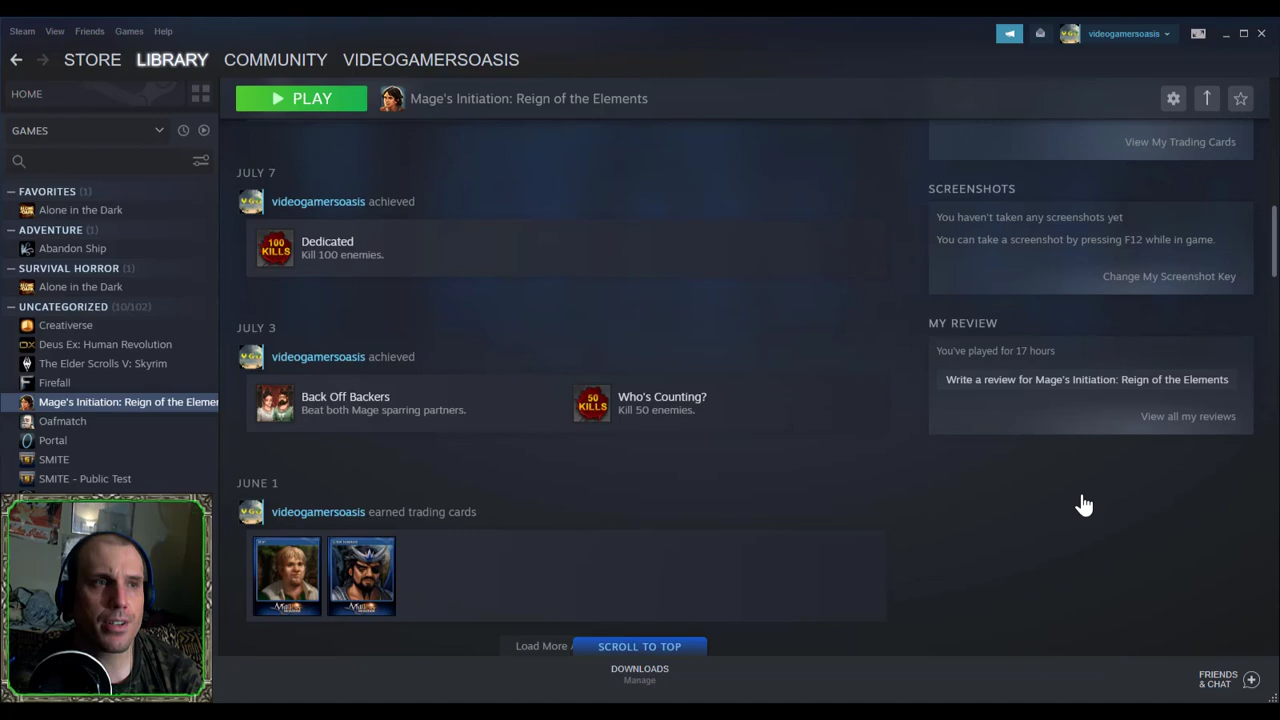 Steam View Friends Games Help
videogamersoasis
STORE LIBRARY COMMUNITY VIDEOGAMERSOASIS
HOME
PLAY
Mage's Initiation: Reign of the Elements
GAMES
FAVORITES (1)
Alone in the Dark
ADVENTURE (1)
Abandon Ship
SURVIVAL HORROR (1)
Alone in the Dark
UNCATEGORIZED (10/102)
Creativerse
Deus Ex: Human Revolution
The Elder Scrolls V: Skyrim
Firefall
Mage's Initiation: Reign of the Elemen
Oafmatch
Portal
SMITE
SMITE - Public Test
JULY 7
videogamersoasis achieved
100
KILLS
Dedicated
Kill 100 enemies.
JULY 3
videogamersoasis achieved
Back Off Backers
Beat both Mage sparring partners.
50
KILLS
Who's Counting?
Kill 50 enemies.
JUNE 1
videogamersoasis earned trading cards
Load More
SCROLL TO TOP
View My Trading Cards
SCREENSHOTS
You haven't taken any screenshots yet
You can take a screenshot by pressing F12 while in game.
Change My Screenshot Key
MY REVIEW
You've played for 17 hours
Write a review for Mage's Initiation: Reign of the Elements
View all my reviews
DOWNLOADS
Manage
FRIENDS
& CHAT